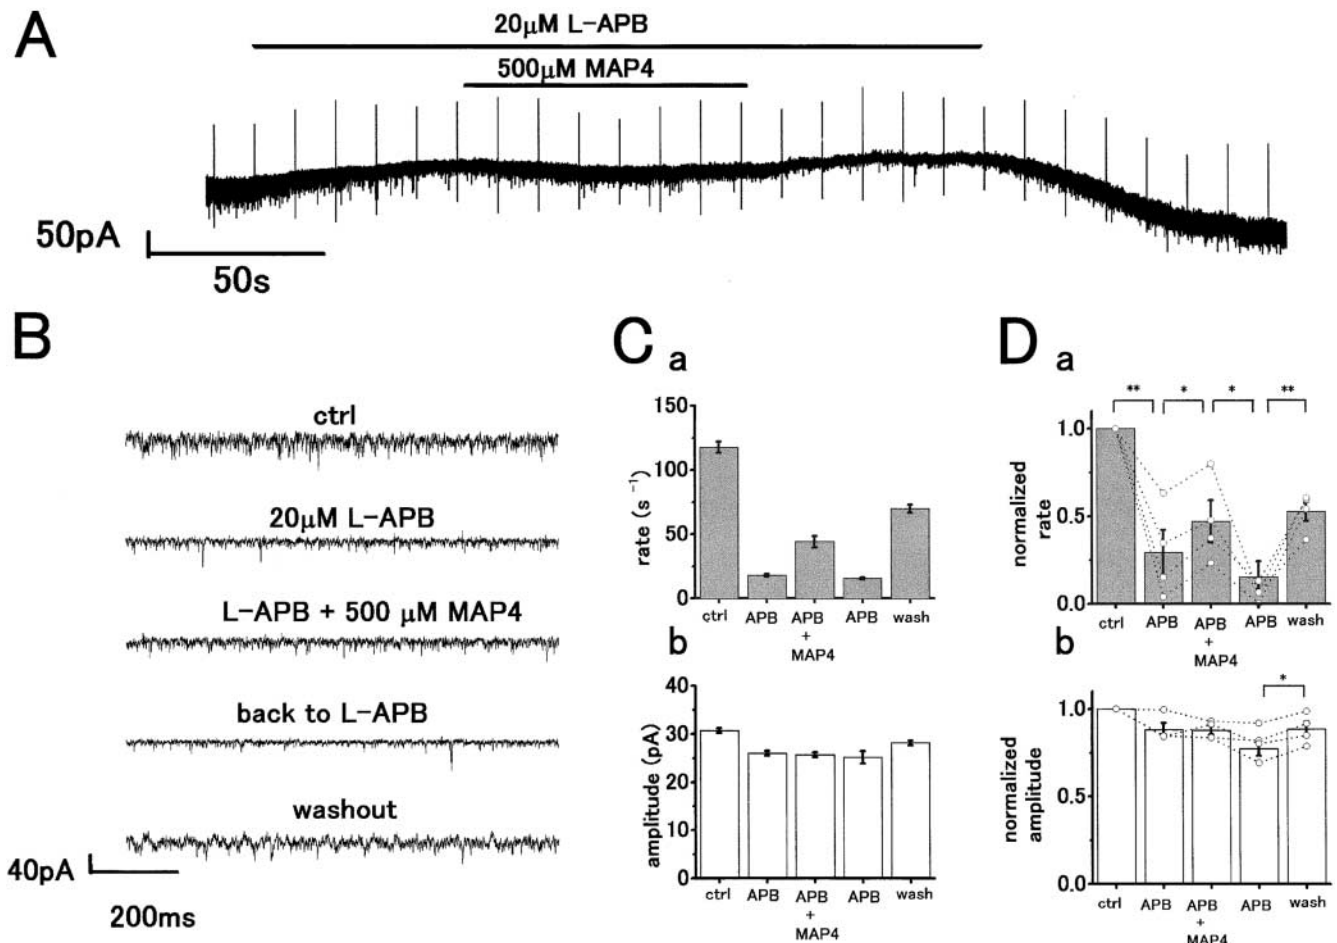 A
20μM L-APB
500μM MAP4
50pA
50s
B
ctrl
20μM L-APB
L-APB + 500 μM MAP4
back to L-APB
washout
40pA
200ms
C a
150
100
50
0
rate (s⁻¹)
ctrl APB APB APB wash
+
MAP4
b
40
30
20
10
0
amplitude (pA)
ctrl APB APB APB wash
+
MAP4
D a
** * * **
1.0
0.5
0.0
normalized
rate
ctrl APB APB APB wash
+
MAP4
b
*
1.0
0.5
0.0
normalized
amplitude
ctrl APB APB APB wash
+
MAP4